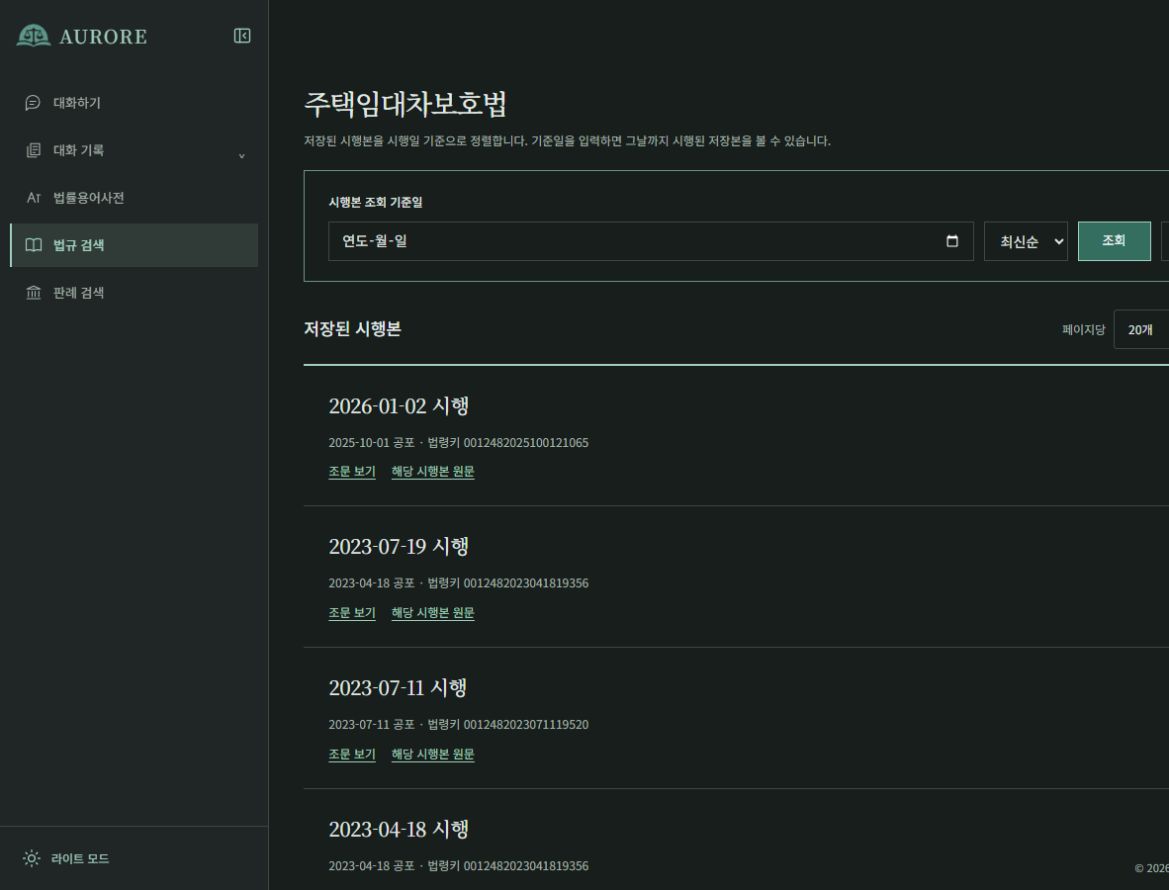 AURORE
대화하기
대화 기록
법률용어사전
법규 검색
판례 검색
라이트 모드
주택임대차보호법
저장된 시행본을 시행일 기준으로 정렬합니다. 기준일을 입력하면 그날까지 시행된 저장본을 볼 수 있습니다.
시행본 조회 기준일
연도-월-일
최신순
조회
저장된 시행본
페이지당
20개
2026-01-02 시행
2025-10-01 공포 · 법령키 0012482025100121065
조문 보기 해당 시행본 원문
2023-07-19 시행
2023-04-18 공포 · 법령키 0012482023041819356
조문 보기 해당 시행본 원문
2023-07-11 시행
2023-07-11 공포 · 법령키 0012482023071119520
조문 보기 해당 시행본 원문
2023-04-18 시행
2023-04-18 공포 · 법령키 0012482023041819356
© 2026